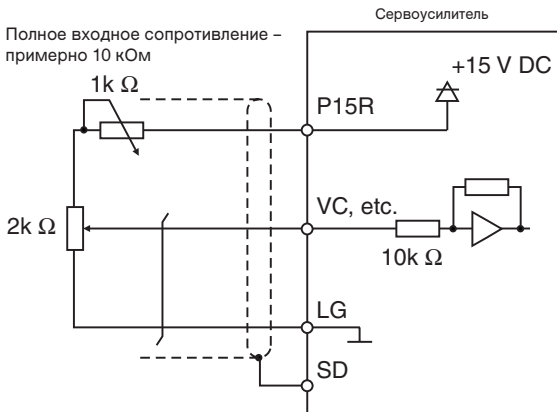 Сервоусилитель
Полное входное сопротивление –
примерно 10 кОм
1k Ω
+15 V DC
P15R
VC, etc.
2k Ω
10k Ω
LG
SD